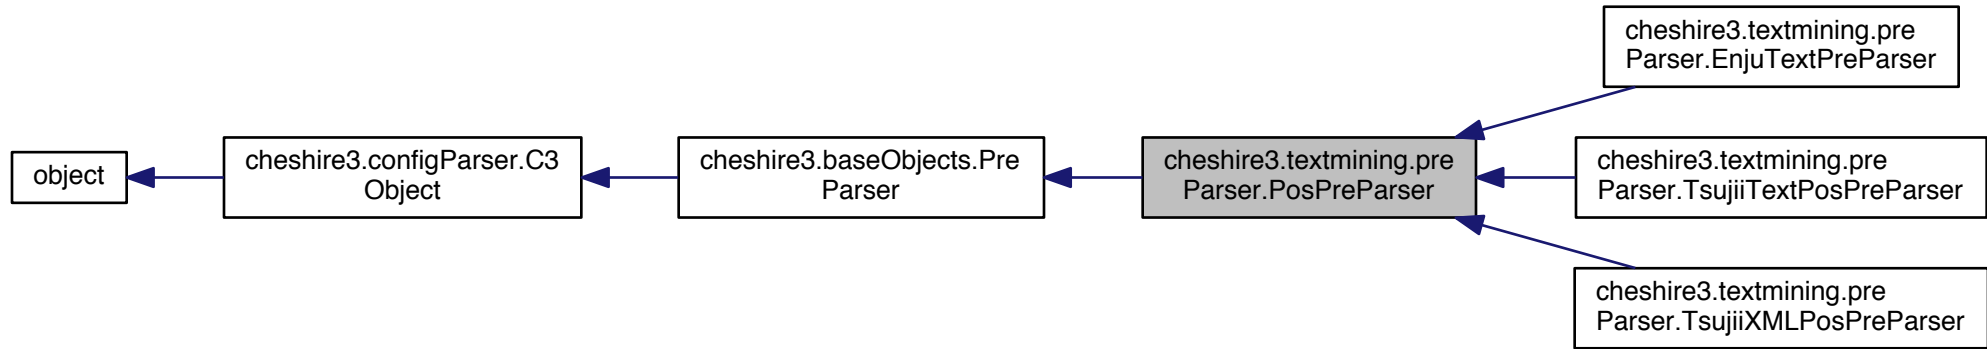 object
cheshire3.configParser.C3
Object
cheshire3.baseObjects.Pre
Parser
cheshire3.textmining.pre
Parser.PosPreParser
cheshire3.textmining.pre
Parser.EnjuTextPreParser
cheshire3.textmining.pre
Parser.TsujiiTextPosPreParser
cheshire3.textmining.pre
Parser.TsujiiXMLPosPreParser